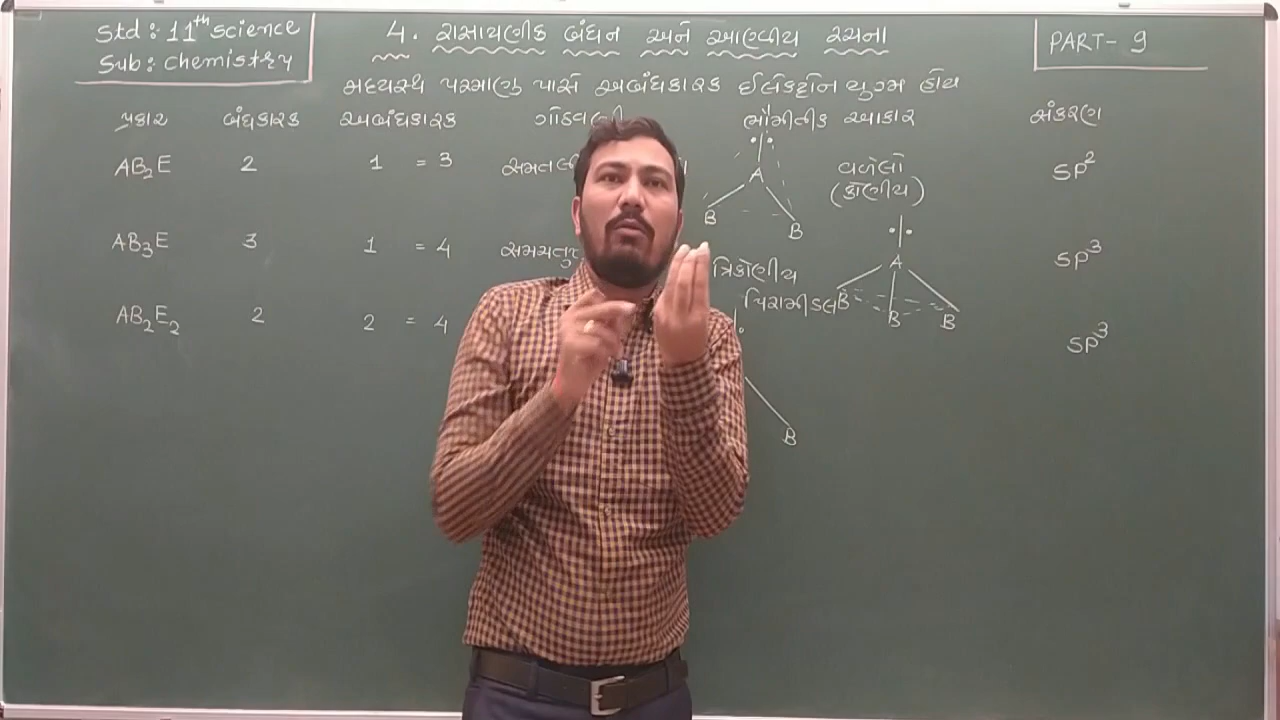 Std : 11th science
Sub : chemistry
4. રાસાયણીક બંધન અને આણ્વીય રચના
PART- 9
મધ્યસ્થ પરમાણુ પાસે અબંધકારક ઈલેક્ટ્રોન યુગ્મ હોય
પ્રકાર બંધકારક અબંધકારક ભૌમીતીક આકાર સંકરણ
AB2E 2 1 = 3 A B B વળેલો (કોણીય) SP2
AB3E 3 1 = 4 ત્રિકોણીય પિરામીડલ A B B B SP3
AB2E2 2 2 = 4 B SP3